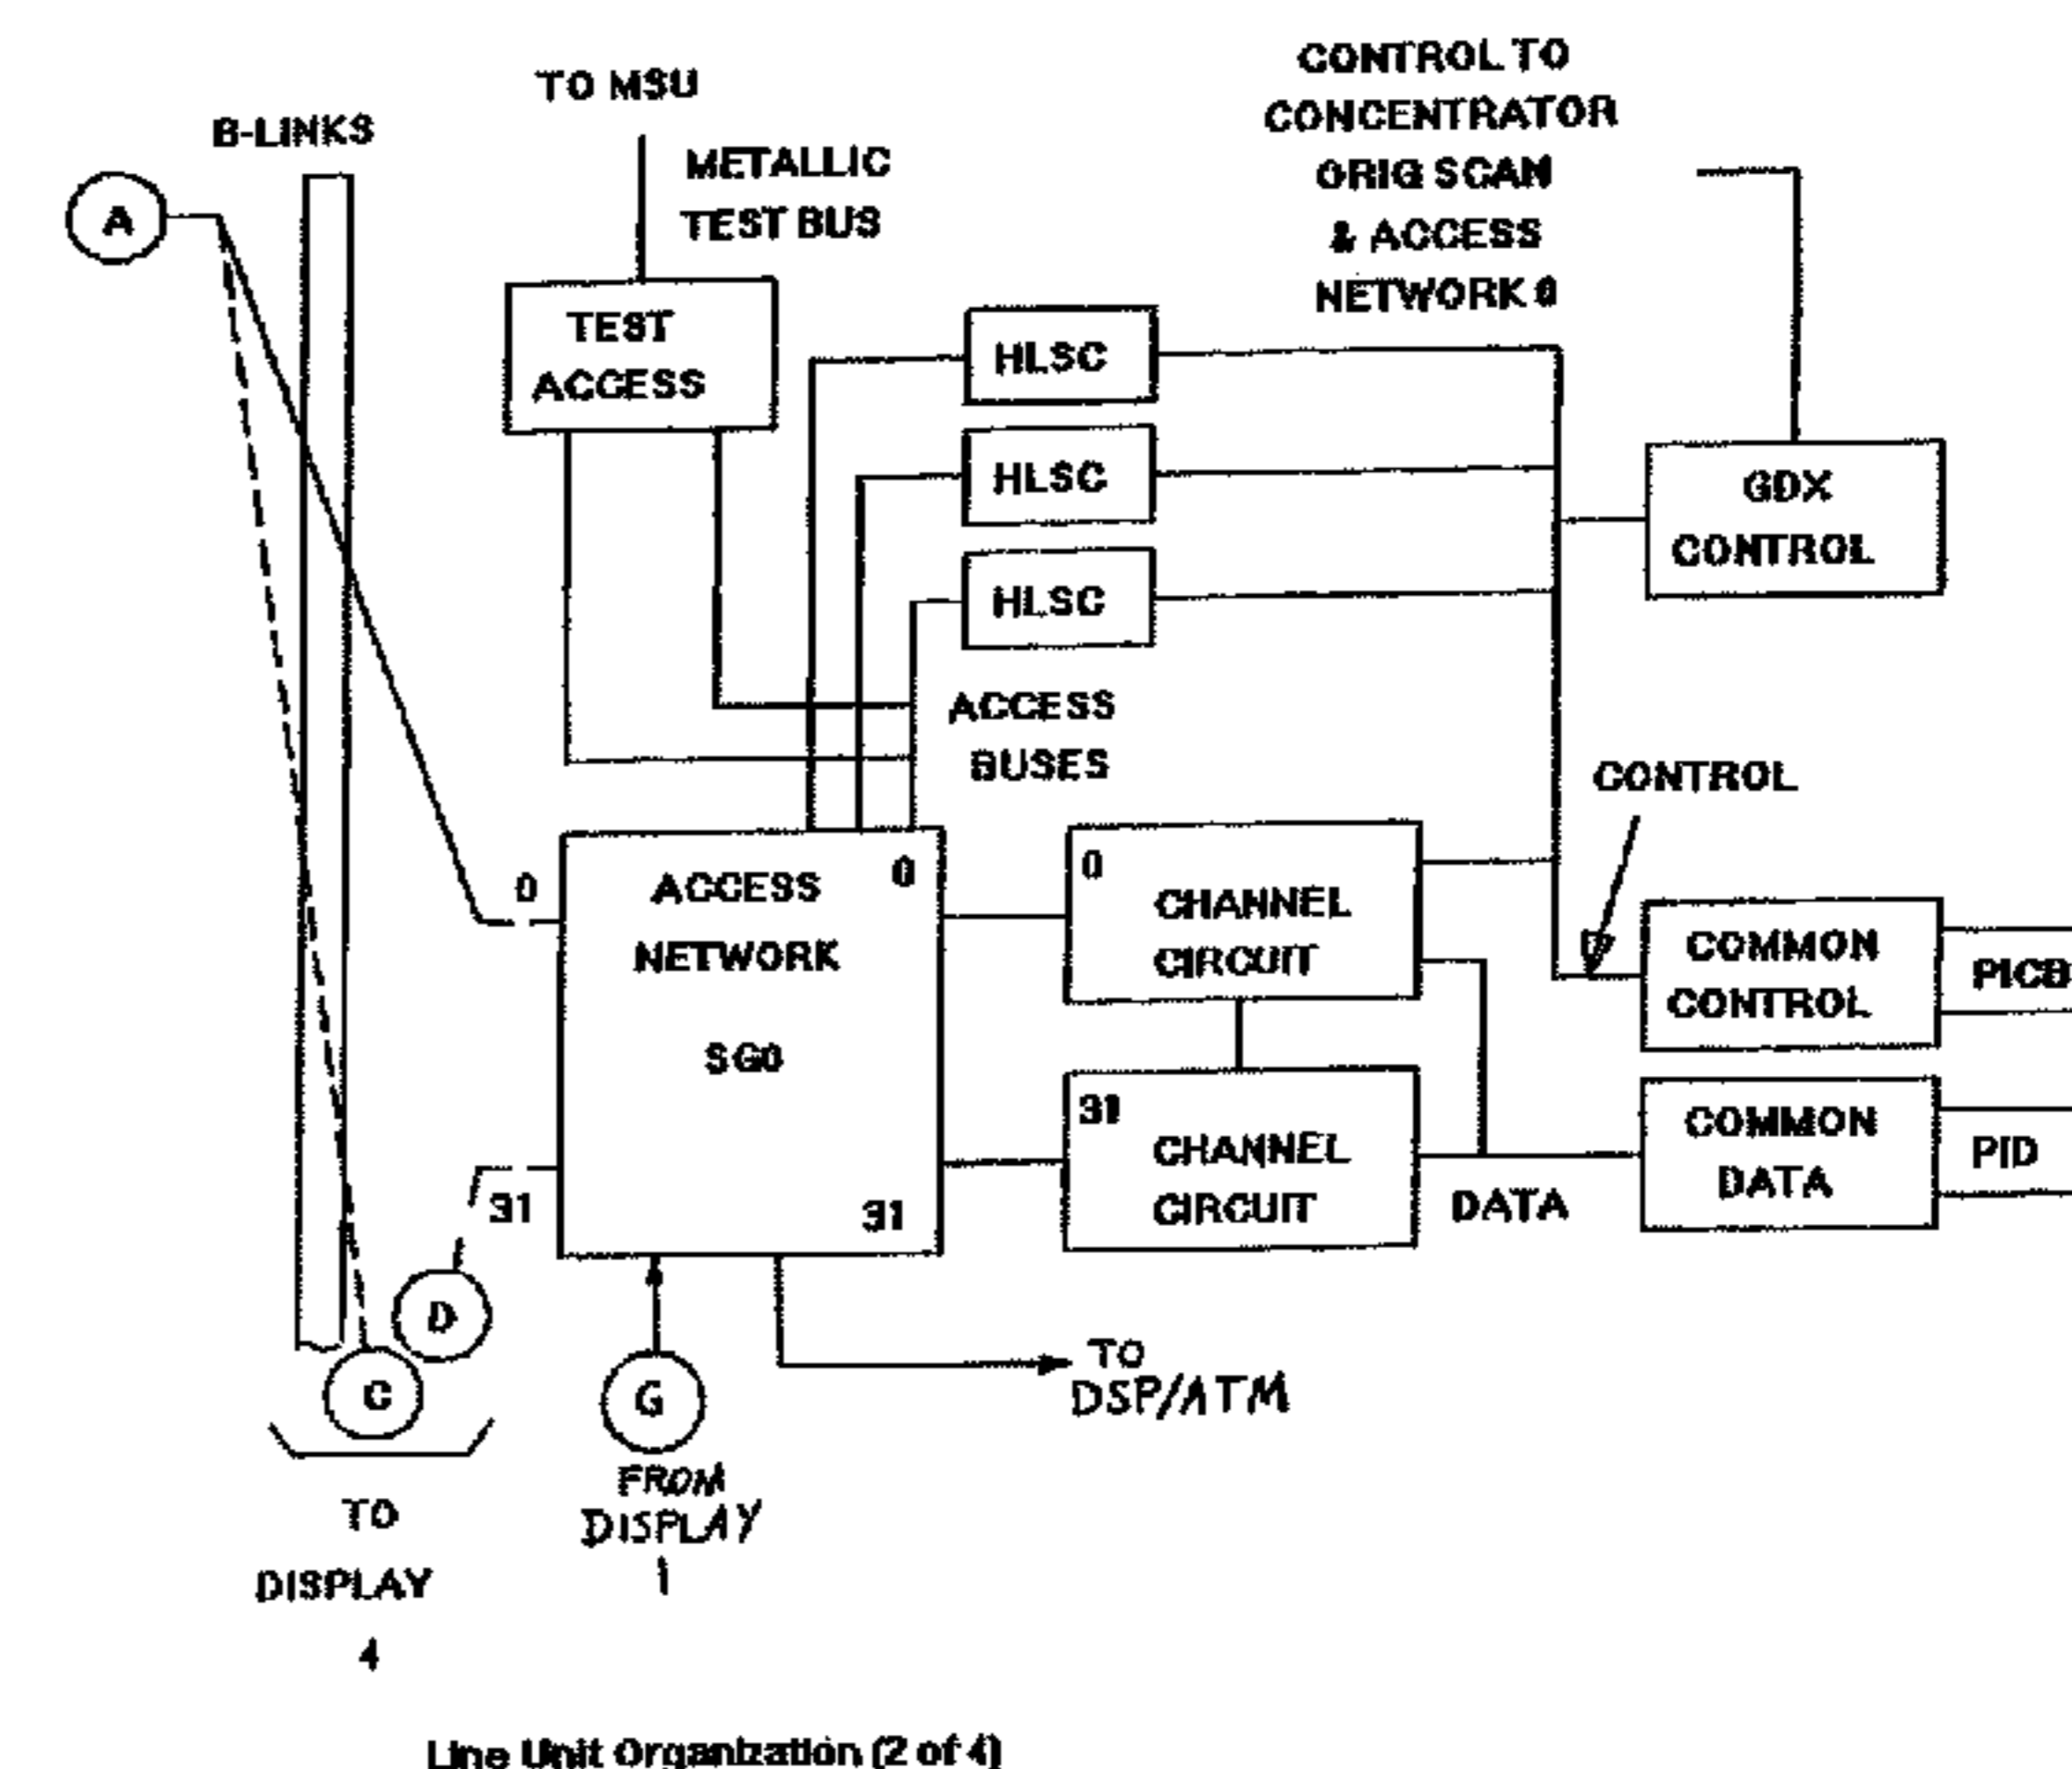 CONTROL TO
CONCENTRATOR
ORIG SCAN
& ACCESS
NETWORK 0
TO MSU
B-LINKS
METALLIC
TEST BUS
A
TEST
ACCESS
HLSC
HLSC
HLSC
GDX
CONTROL
ACCESS
BUSES
CONTROL
0
ACCESS
NETWORK
SG0
0
31
31
0
CHANNEL
CIRCUIT
31
CHANNEL
CIRCUIT
COMMON
CONTROL
PICB
COMMON
DATA
PID
DATA
D
C
G
TO
DSP/ATM
FROM
DISPLAY
1
TO
DISPLAY
4
Line Unit Organization (2 of 4)